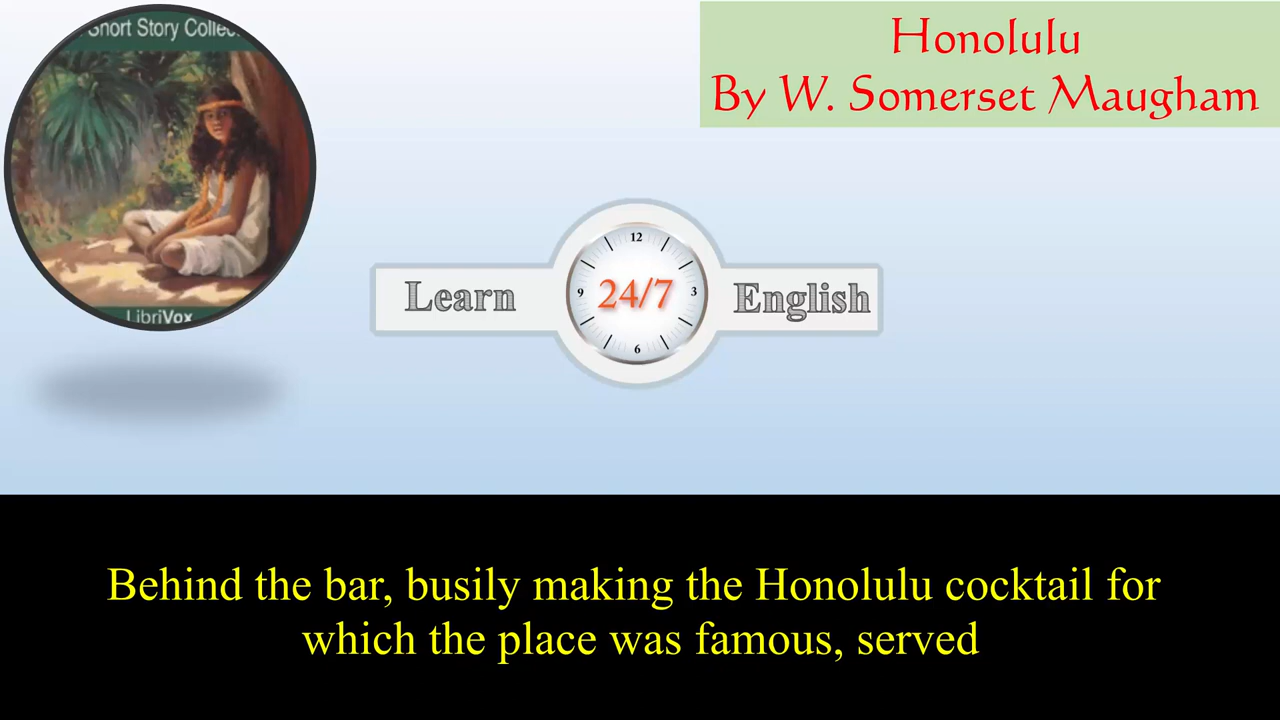 Short Story Collec
LibriVox
Honolulu
By W. Somerset Maugham
Learn 24/7 English
12
9 3
6
Behind the bar, busily making the Honolulu cocktail for
which the place was famous, served